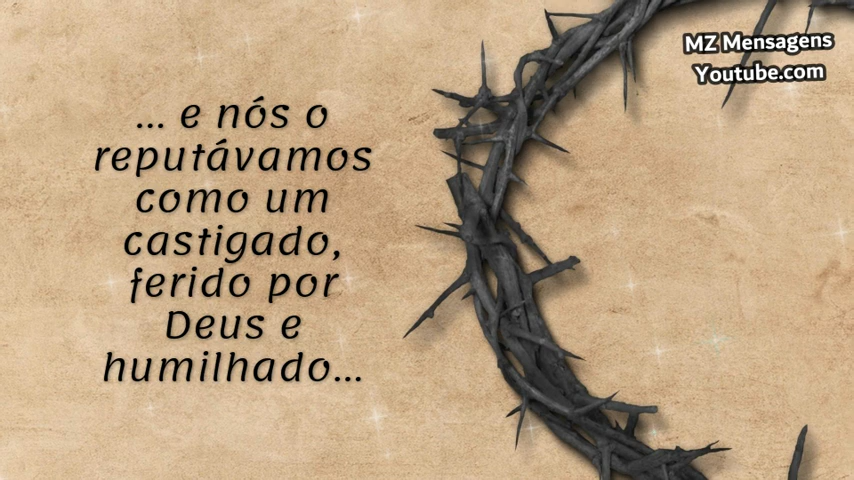 ... e nós o
reputávamos
como um
castigado,
ferido por
Deus e
humilhado...
MZ Mensagens
Youtube.com